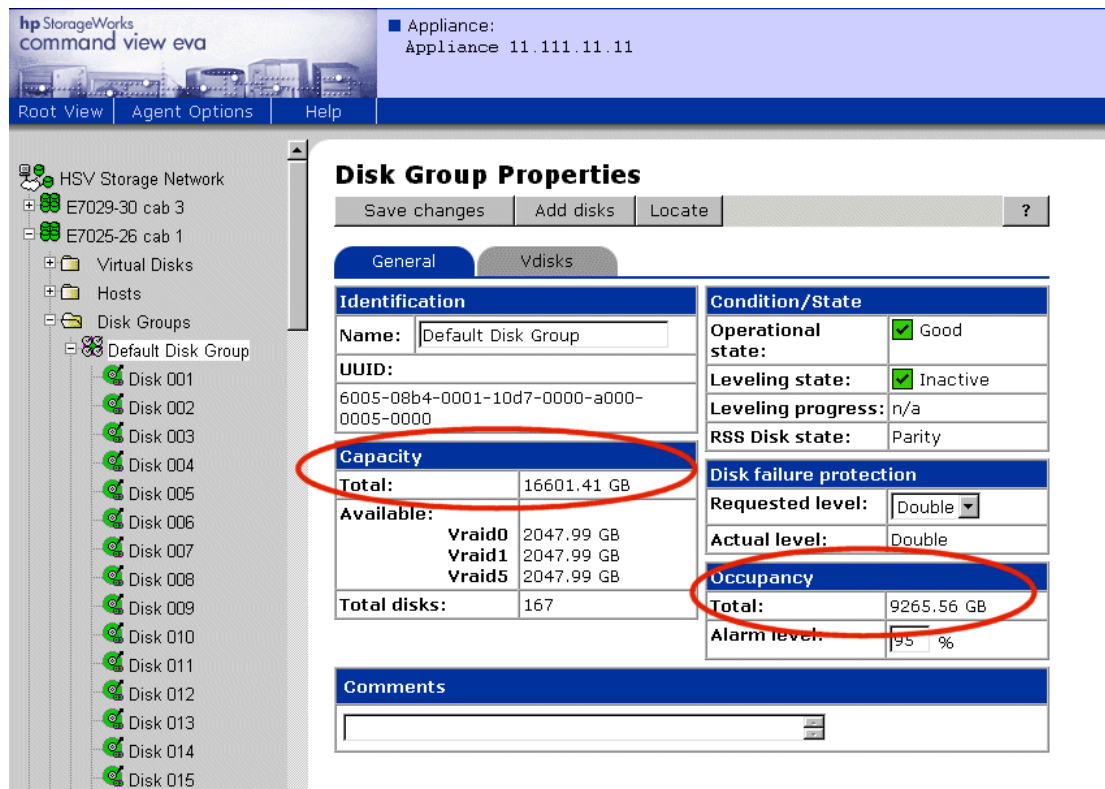 hp StorageWorks
command view eva
Appliance:
Appliance 11.111.11.11
Root View Agent Options Help
HSV Storage Network
E7029-30 cab 3
E7025-26 cab 1
Virtual Disks
Hosts
Disk Groups
Default Disk Group
Disk 001
Disk 002
Disk 003
Disk 004
Disk 005
Disk 006
Disk 007
Disk 008
Disk 009
Disk 010
Disk 011
Disk 012
Disk 013
Disk 014
Disk 015
Disk Group Properties
Save changes Add disks Locate ?
General Vdisks
Identification
Name: Default Disk Group
UUID:
6005-08b4-0001-10d7-0000-a000-
0005-0000
Capacity
Total: 16601.41 GB
Available:
Vraid0 2047.99 GB
Vraid1 2047.99 GB
Vraid5 2047.99 GB
Total disks: 167
Condition/State
Operational
state: Good
Leveling state: Inactive
Leveling progress: n/a
RSS Disk state: Parity
Disk failure protection
Requested level: Double
Actual level: Double
Occupancy
Total: 9265.56 GB
Alarm level: 95 %
Comments